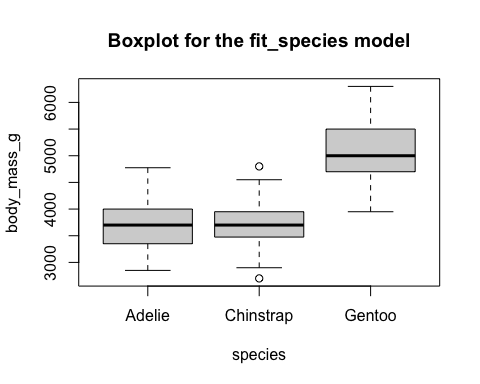 Boxplot for the fit_species model
body_mass_g
6000
5000
4000
3000
Adelie Chinstrap Gentoo
species